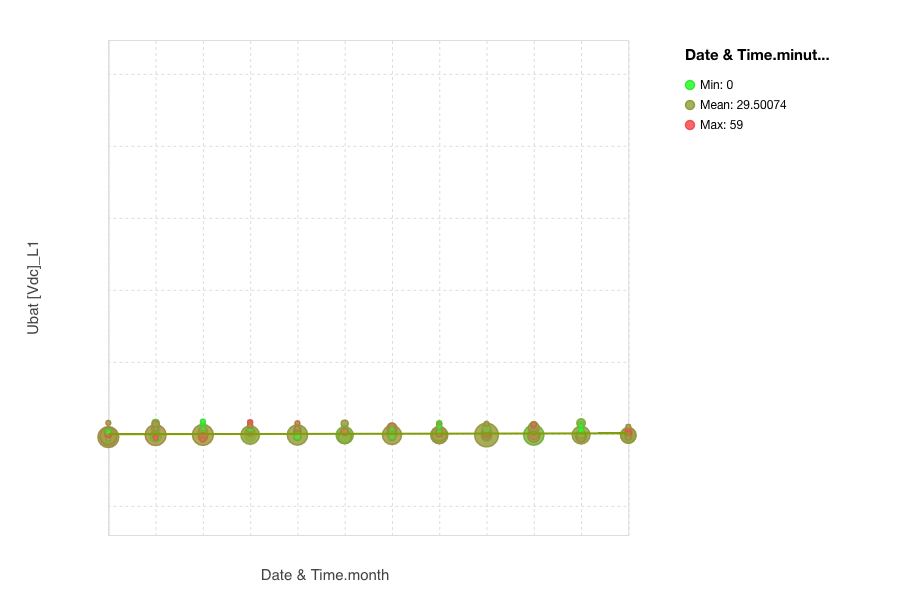 Date & Time.minut...
Min: 0
Mean: 29.50074
Max: 59
Ubat [Vdc]_L1
Date & Time.month